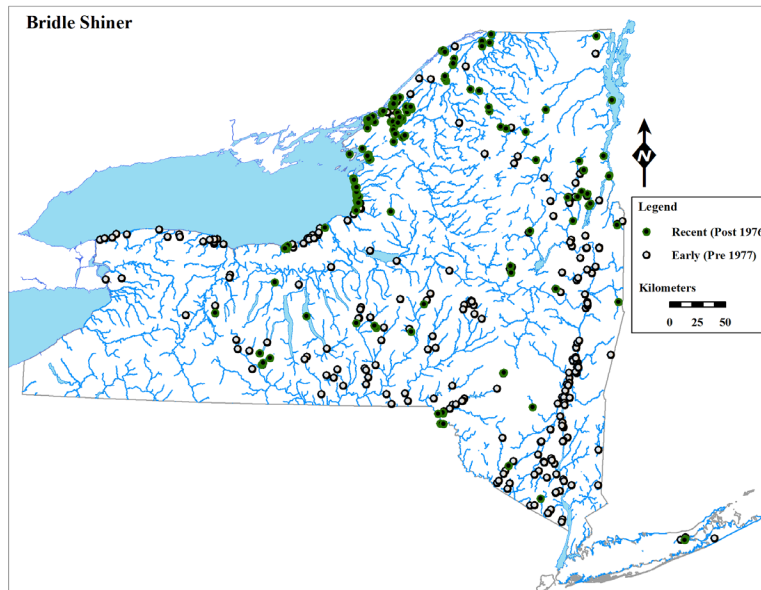 Bridle Shiner
N
Legend
Recent (Post 1976
Early (Pre 1977)
Kilometers
0 25 50